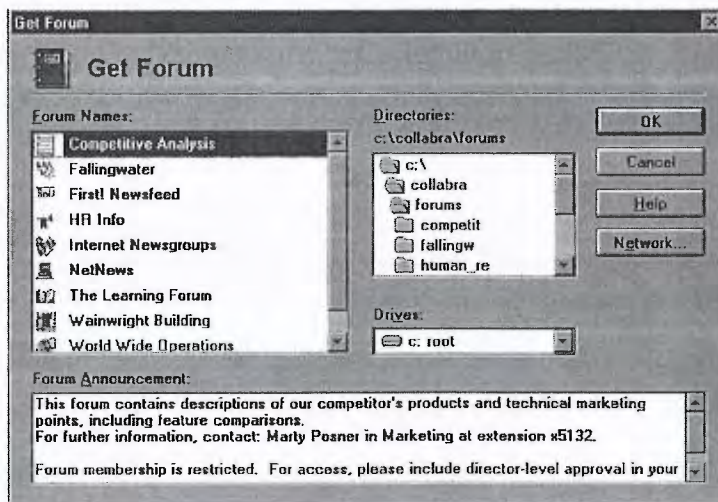 Get Forum
Get Forum
Forum Names:
Competitive Analysis
Fallingwater
First! Newsfeed
HR Info
Internet Newsgroups
NetNews
The Learning Forum
Wainwright Building
World Wide Operations
Directories:
c:\collabra\forums
c:\
collabra
forums
competit
fallingw
human_re
Drives:
c: root
OK
Cancel
Help
Network...
Forum Announcement:
This forum contains descriptions of our competitor's products and technical marketing
points, including feature comparisons.
For further information, contact: Marty Posner in Marketing at extension x5132.
Forum membership is restricted. For access, please include director-level approval in your